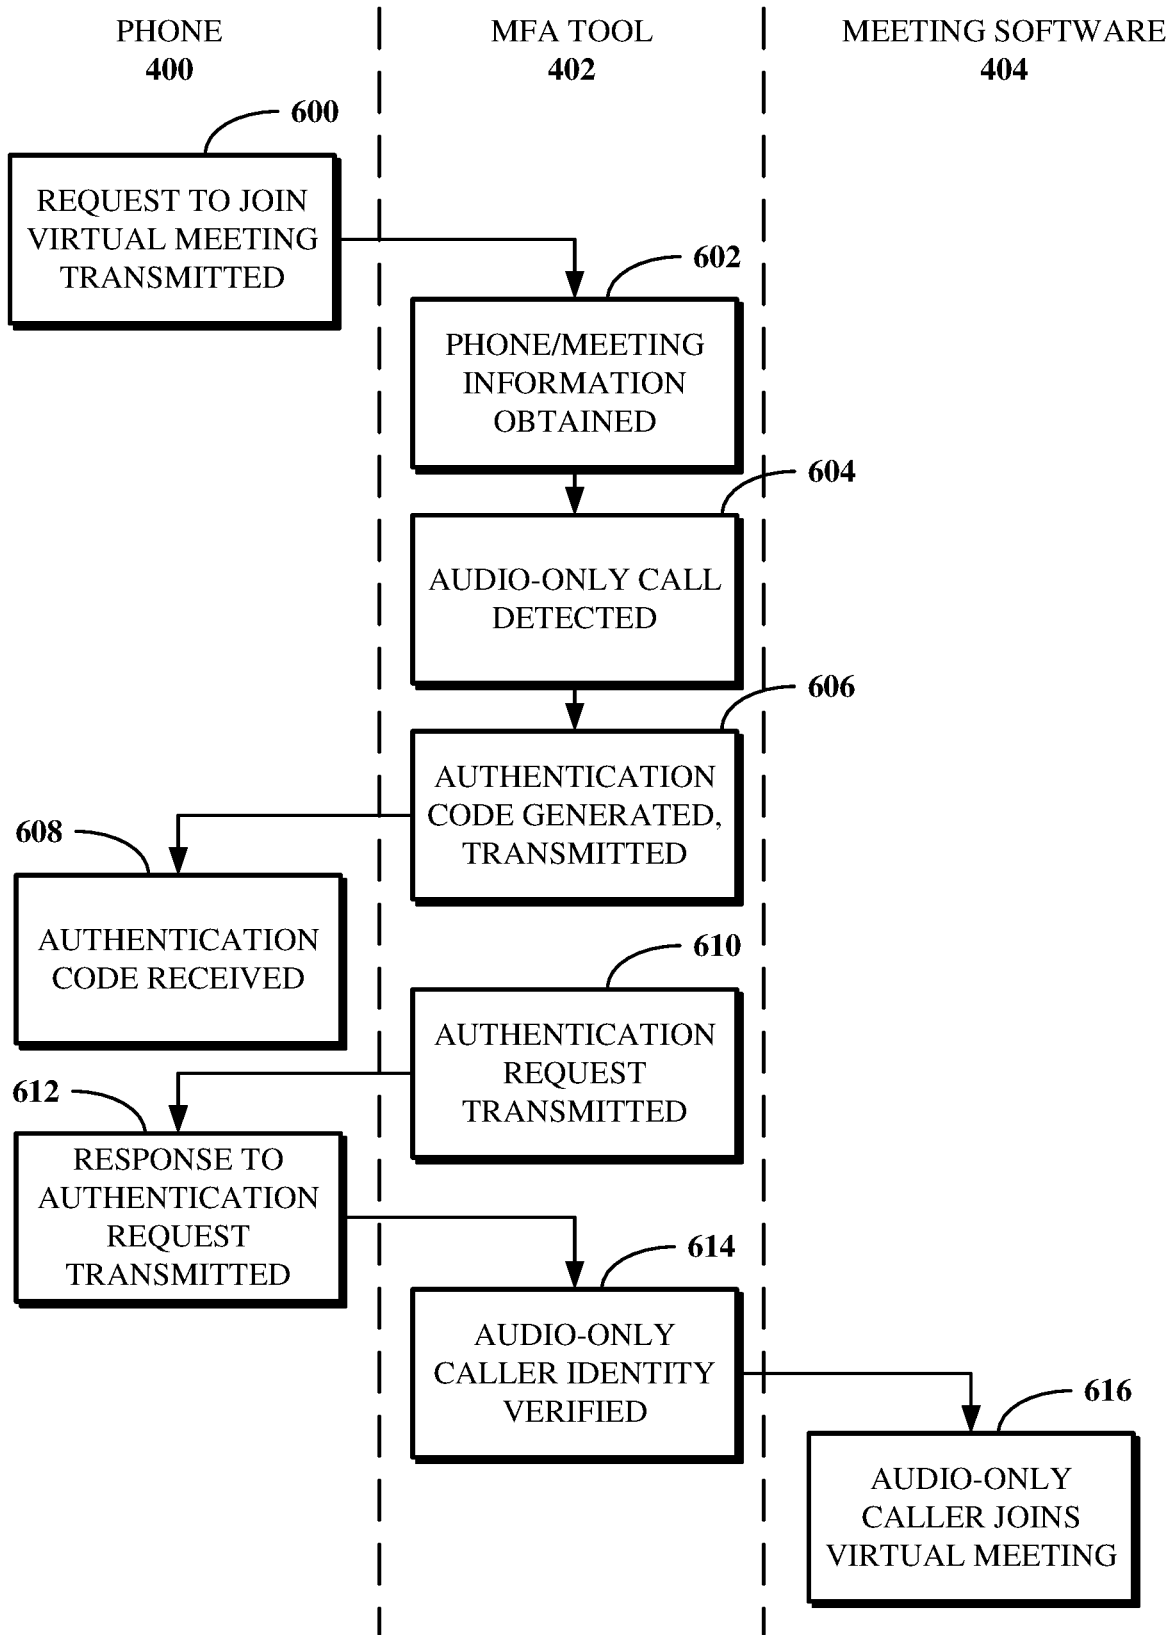 PHONE
400
MFA TOOL
402
MEETING SOFTWARE
404
600
REQUEST TO JOIN
VIRTUAL MEETING
TRANSMITTED
602
PHONE/MEETING
INFORMATION
OBTAINED
604
AUDIO-ONLY CALL
DETECTED
606
AUTHENTICATION
CODE GENERATED,
TRANSMITTED
608
AUTHENTICATION
CODE RECEIVED
610
AUTHENTICATION
REQUEST
TRANSMITTED
612
RESPONSE TO
AUTHENTICATION
REQUEST
TRANSMITTED
614
AUDIO-ONLY
CALLER IDENTITY
VERIFIED
616
AUDIO-ONLY
CALLER JOINS
VIRTUAL MEETING